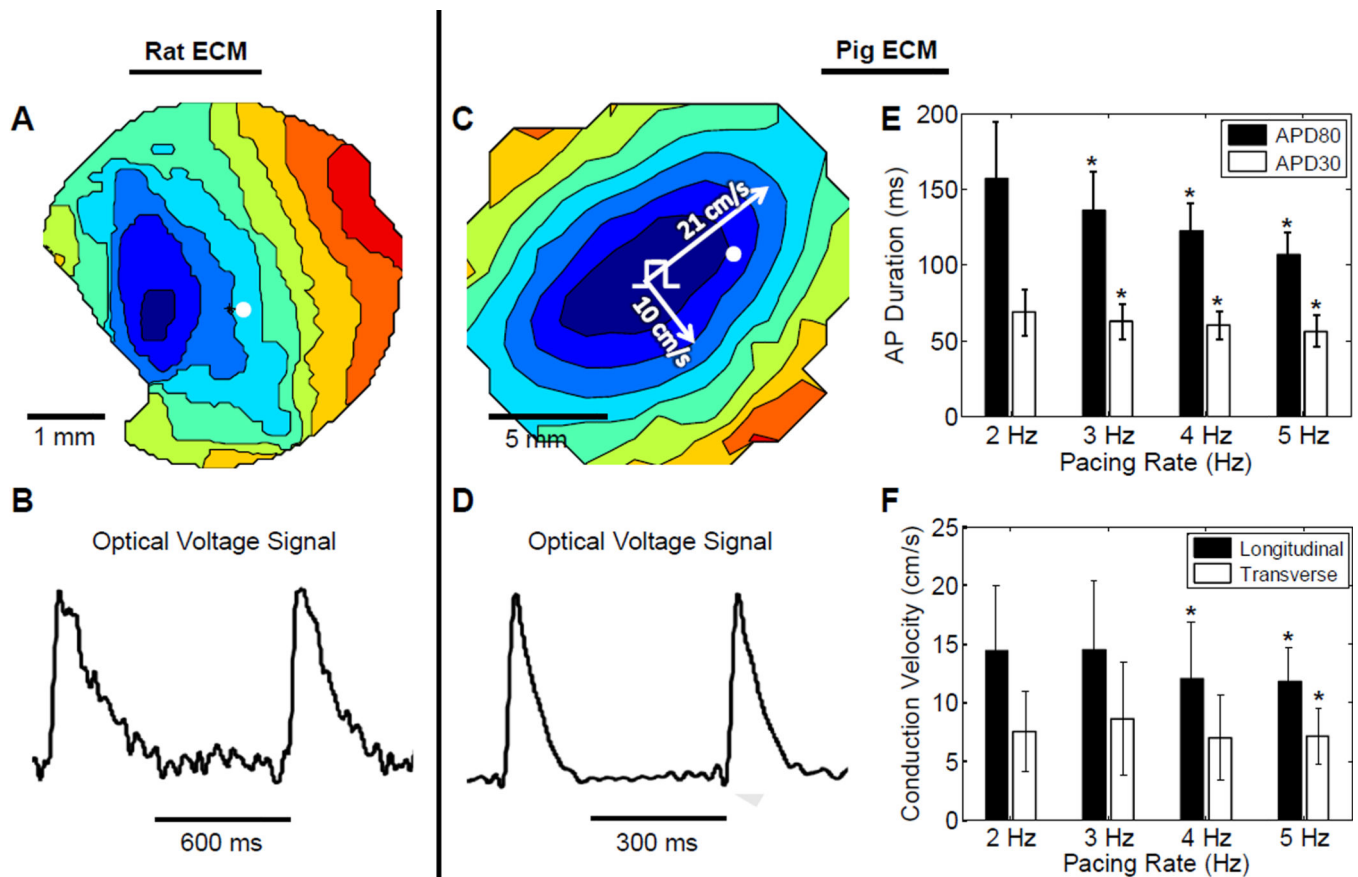 Rat ECM
Pig ECM
A
1 mm
B
Optical Voltage Signal
600 ms
C
21 cm/s
10 cm/s
5 mm
D
Optical Voltage Signal
300 ms
E
200
150
100
50
0
AP Duration (ms)
APD80
APD30
*
*
*
*
*
*
2 Hz 3 Hz 4 Hz 5 Hz
Pacing Rate (Hz)
F
25
20
15
10
5
0
Conduction Velocity (cm/s)
Longitudinal
Transverse
*
*
*
2 Hz 3 Hz 4 Hz 5 Hz
Pacing Rate (Hz)